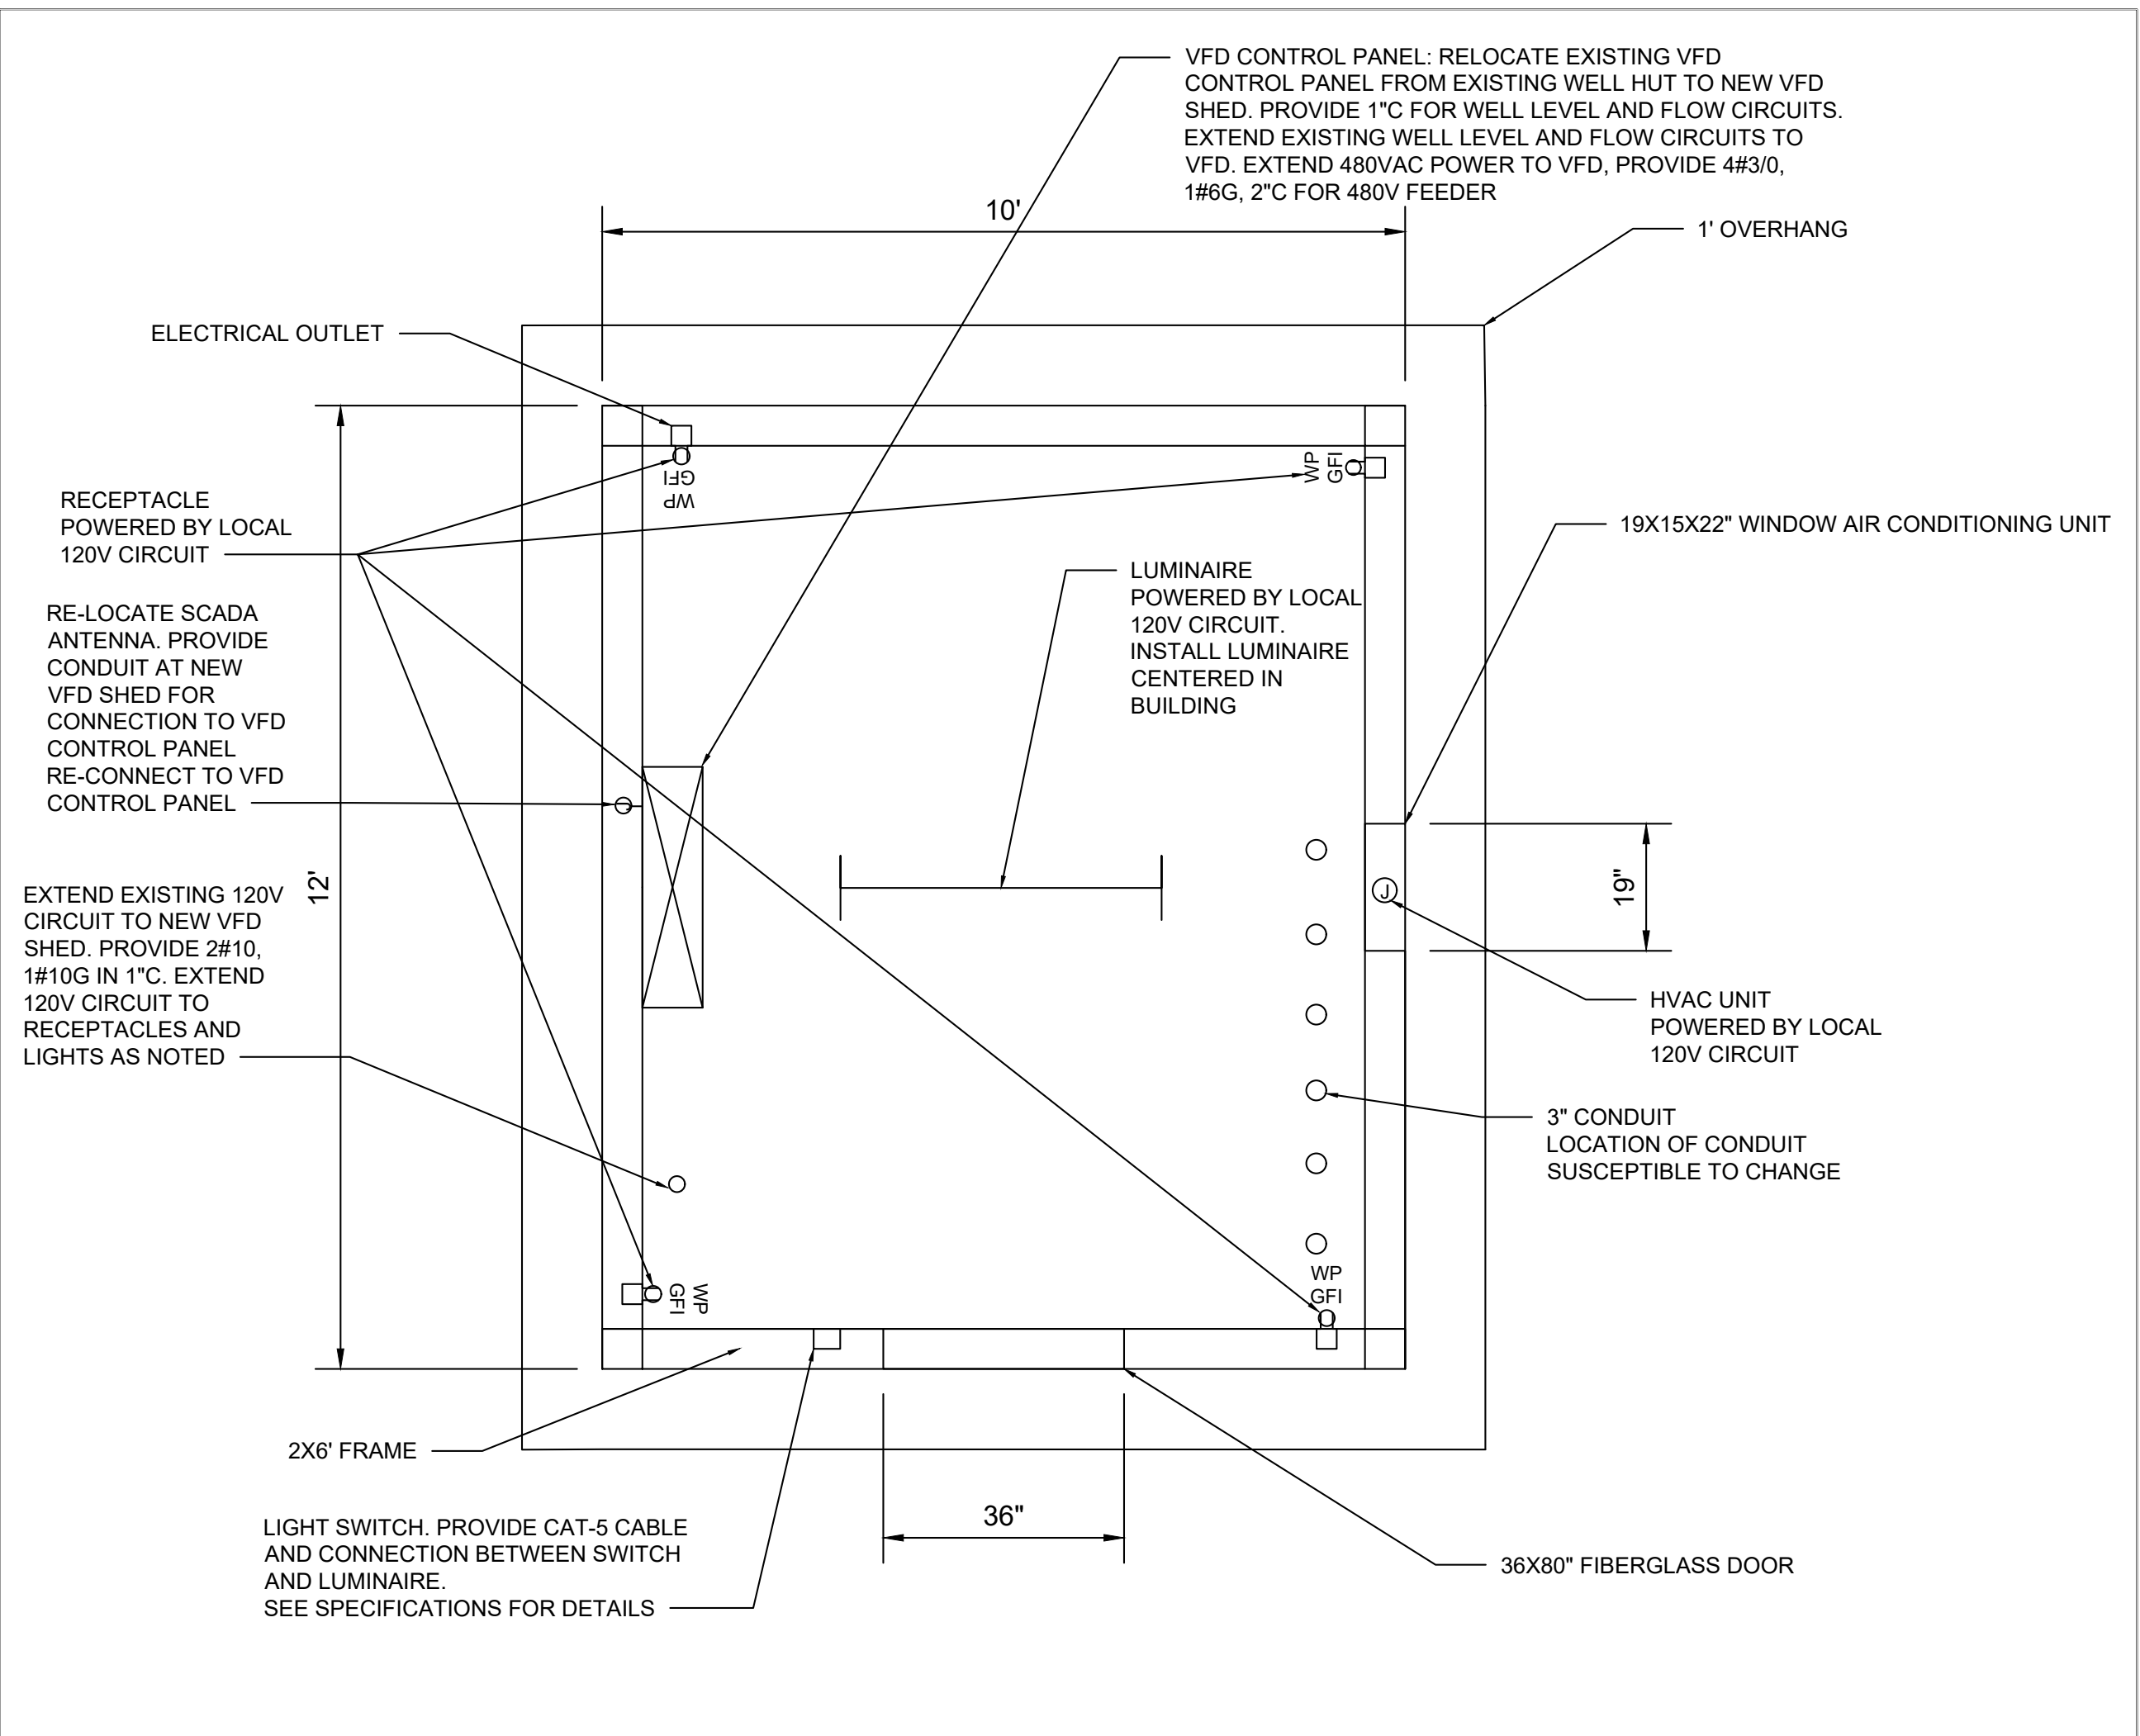 VFD CONTROL PANEL: RELOCATE EXISTING VFD
CONTROL PANEL FROM EXISTING WELL HUT TO NEW VFD
SHED. PROVIDE 1"C FOR WELL LEVEL AND FLOW CIRCUITS.
EXTEND EXISTING WELL LEVEL AND FLOW CIRCUITS TO
VFD. EXTEND 480VAC POWER TO VFD, PROVIDE 4#3/0,
1#6G, 2"C FOR 480V FEEDER
10'
1' OVERHANG
ELECTRICAL OUTLET
GFI
WP
WP
GFI
RECEPTACLE
POWERED BY LOCAL
120V CIRCUIT
19X15X22" WINDOW AIR CONDITIONING UNIT
LUMINAIRE
POWERED BY LOCAL
120V CIRCUIT.
INSTALL LUMINAIRE
CENTERED IN
BUILDING
RE-LOCATE SCADA
ANTENNA. PROVIDE
CONDUIT AT NEW
VFD SHED FOR
CONNECTION TO VFD
CONTROL PANEL
RE-CONNECT TO VFD
CONTROL PANEL
12'
J
19"
EXTEND EXISTING 120V
CIRCUIT TO NEW VFD
SHED. PROVIDE 2#10,
1#10G IN 1"C. EXTEND
120V CIRCUIT TO
RECEPTACLES AND
LIGHTS AS NOTED
HVAC UNIT
POWERED BY LOCAL
120V CIRCUIT
3" CONDUIT
LOCATION OF CONDUIT
SUSCEPTIBLE TO CHANGE
WP
GFI
WP
GFI
2X6' FRAME
36"
LIGHT SWITCH. PROVIDE CAT-5 CABLE
AND CONNECTION BETWEEN SWITCH
AND LUMINAIRE.
SEE SPECIFICATIONS FOR DETAILS
36X80" FIBERGLASS DOOR